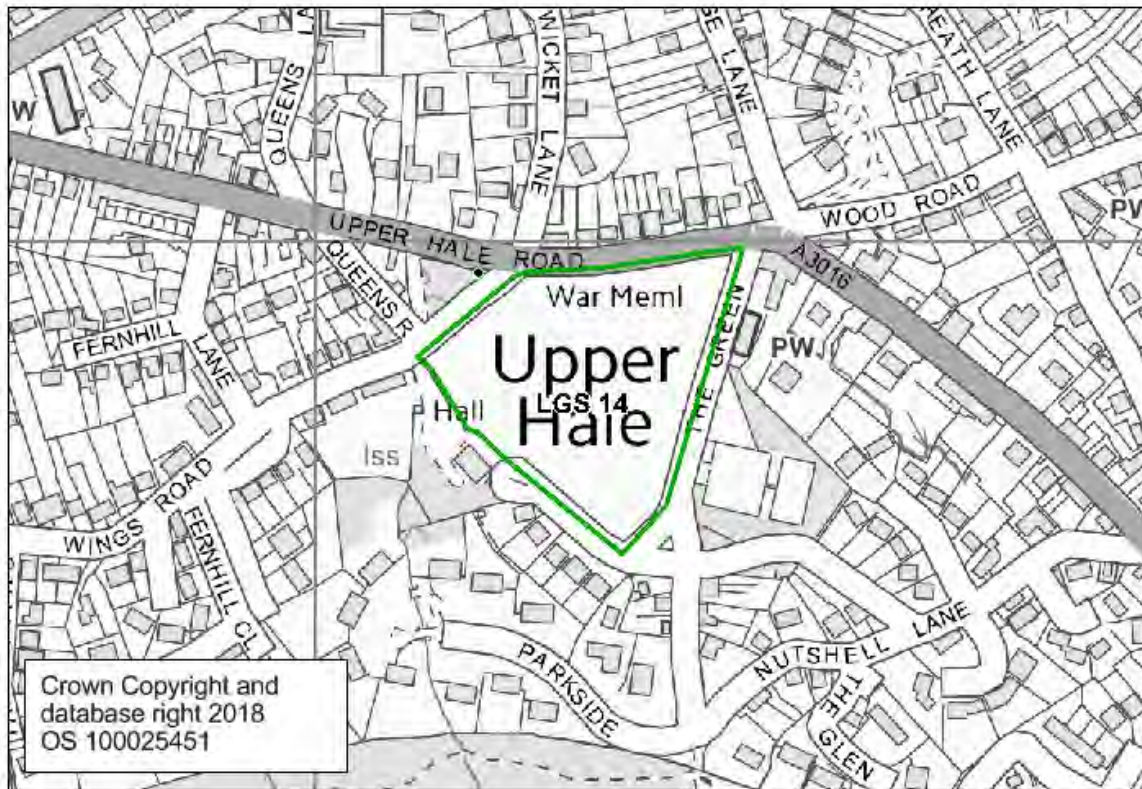 QUEENS LA
WICKET LANE
GE LANE
HEATH LANE
W
WOOD ROAD
PW
UPPER HALE ROAD
A3016
QUEENS R
FERNHILL LANE
War Meml
THE GREEN
PW
Upper
LGS 14
Hale
Hall
Iss
WINGS ROAD
FERNHILL CL
PARKSIDE
NUTSHELL LANE
THE GLEN
Crown Copyright and
database right 2018
OS 100025451